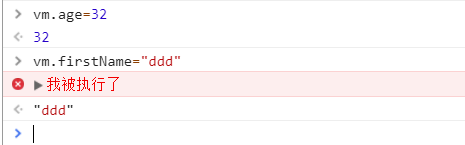 vm.age=32
32
vm.firstName="ddd"
我被执行了
"ddd"